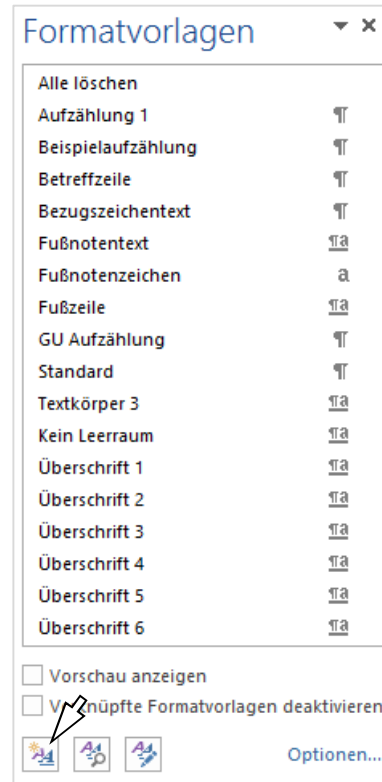 Formatvorlagen
Alle löschen
Aufzählung 1 ¶
Beispielaufzählung ¶
Betreffzeile ¶
Bezugszeichentext ¶
Fußnotentext ¶a
Fußnotenzeichen a
Fußzeile ¶a
GU Aufzählung ¶
Standard ¶
Textkörper 3 ¶a
Kein Leerraum ¶a
Überschrift 1 ¶a
Überschrift 2 ¶a
Überschrift 3 ¶a
Überschrift 4 ¶a
Überschrift 5 ¶a
Überschrift 6 ¶a
Vorschau anzeigen
Formatvorlagen deaktivieren
Optionen...